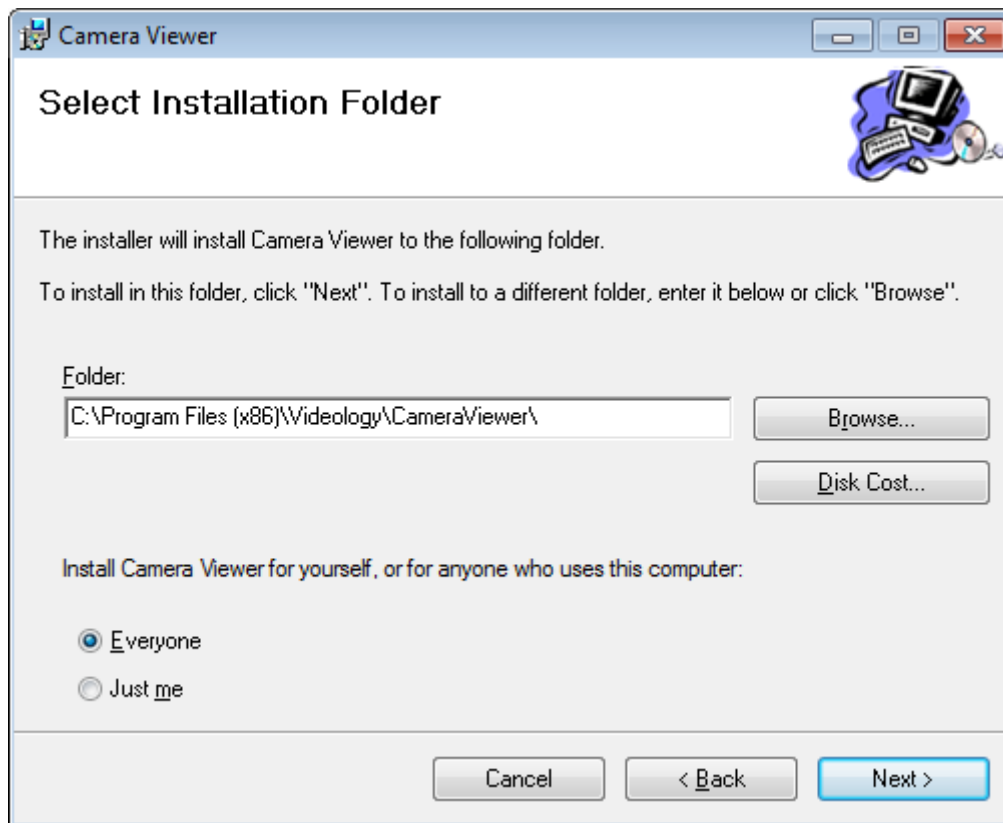 Camera Viewer
Select Installation Folder
The installer will install Camera Viewer to the following folder.
To install in this folder, click "Next". To install to a different folder, enter it below or click "Browse".
Folder:
C:\Program Files (x86)\Videology\CameraViewer\
Browse...
Disk Cost...
Install Camera Viewer for yourself, or for anyone who uses this computer:
Everyone
Just me
Cancel
< Back
Next >